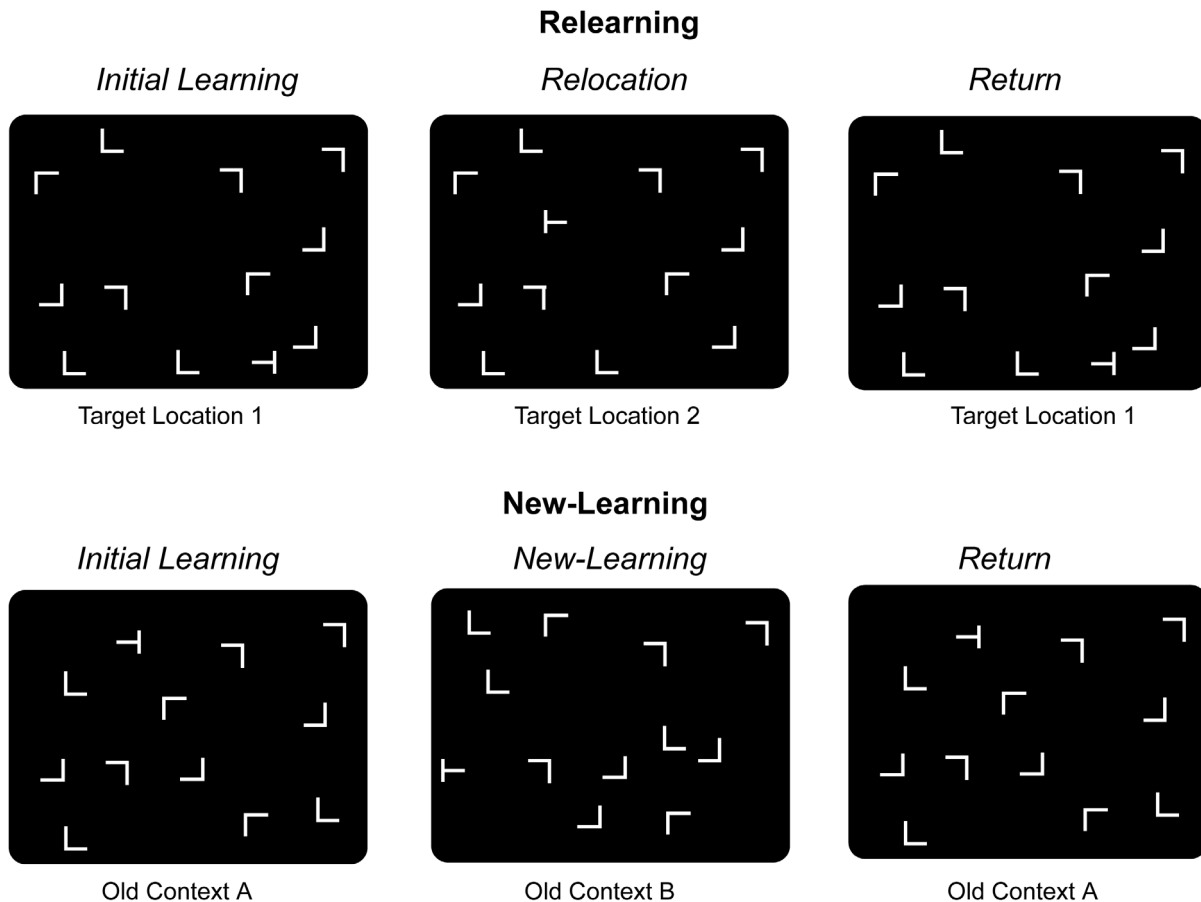 Relearning
Initial Learning Relocation Return
Target Location 1 Target Location 2 Target Location 1
New-Learning
Initial Learning New-Learning Return
Old Context A Old Context B Old Context A